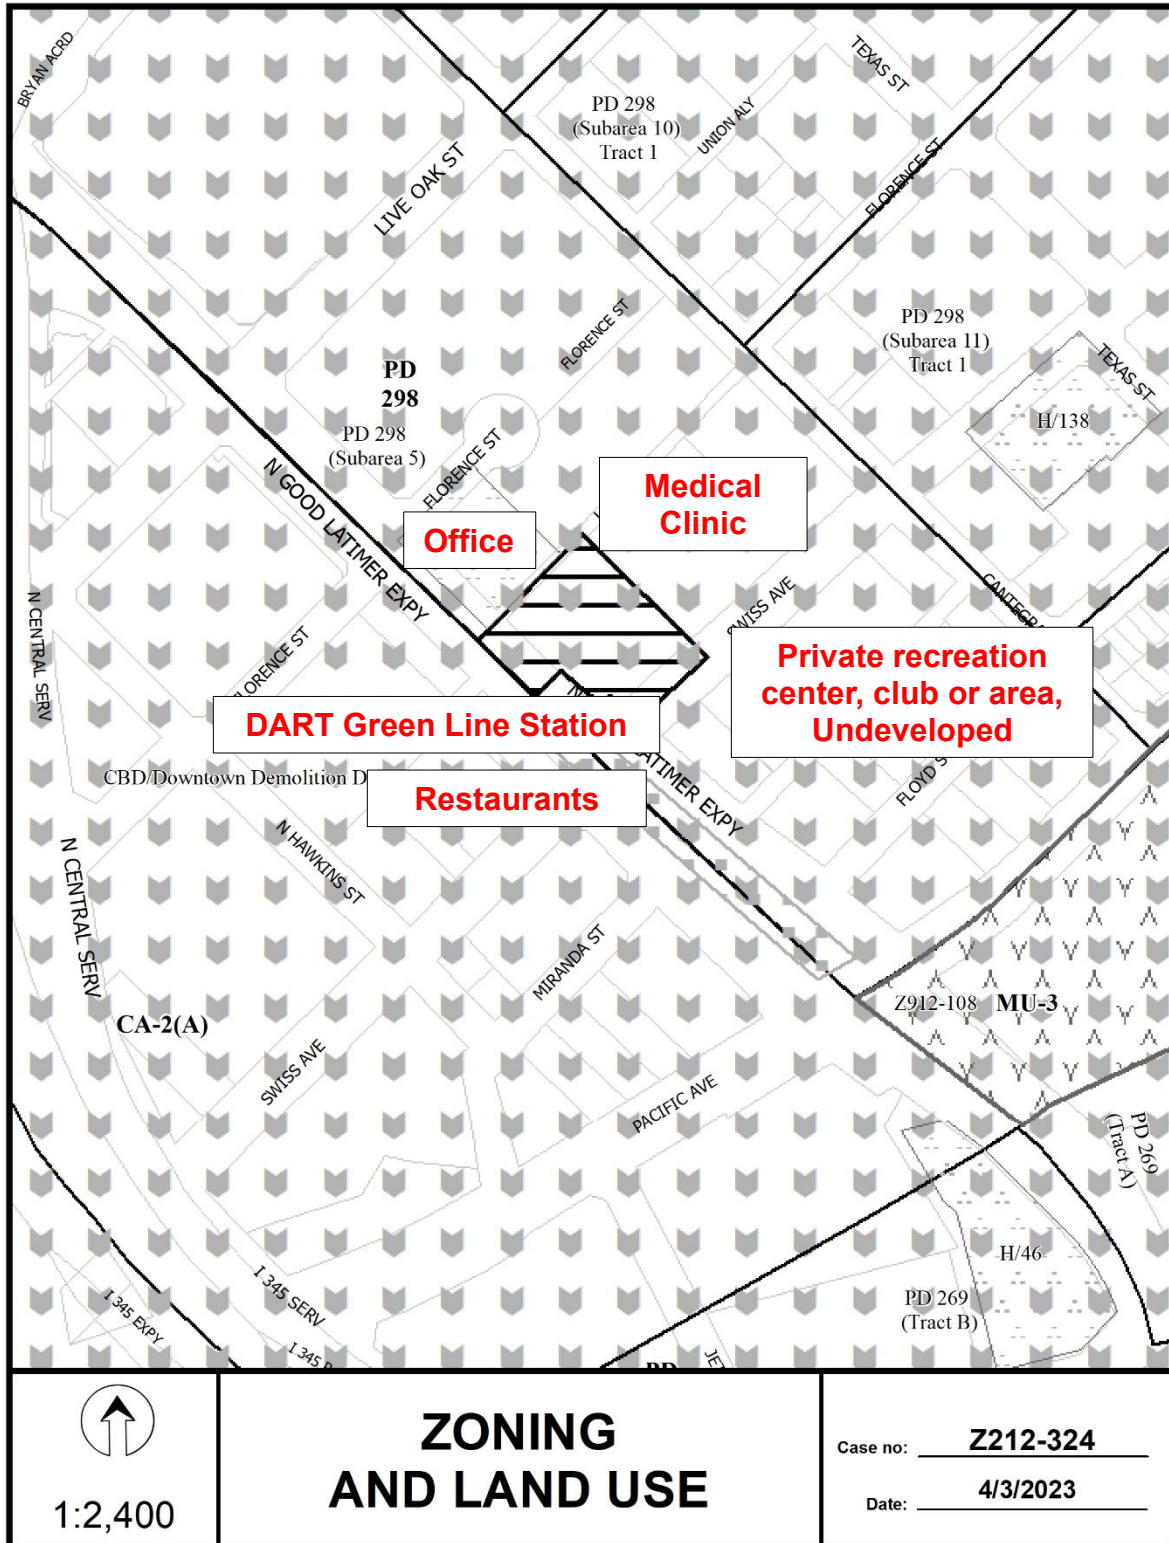 BRYAN ACRD
TEXAS ST
PD 298
(Subarea 10)
Tract 1
UNION ALY
LIVE OAK ST
FLORENCE ST
FLORENCE ST
PD 298
(Subarea 11)
Tract 1
TEXAS ST
PD
298
H/138
PD 298
(Subarea 5)
FLORENCE ST
N GOOD LATIMER EXPY
Medical
Clinic
Office
SWISS AVE
N CENTRAL SERV
FLORENCE ST
Private recreation
center, club or area,
Undeveloped
DART Green Line Station
LATIMER EXPY
CBD/Downtown Demolition D
Restaurants
N HAWKINS ST
N CENTRAL SERV
MIRANDA ST
Z912-108
MU-3
CA-2(A)
SWISS AVE
PACIFIC AVE
PD 269
(Tract A)
H/46
I 345 SERV
I 345 EXPY
PD 269
(Tract B)
1:2,400
ZONING
AND LAND USE
Case no: Z212-324
Date: 4/3/2023